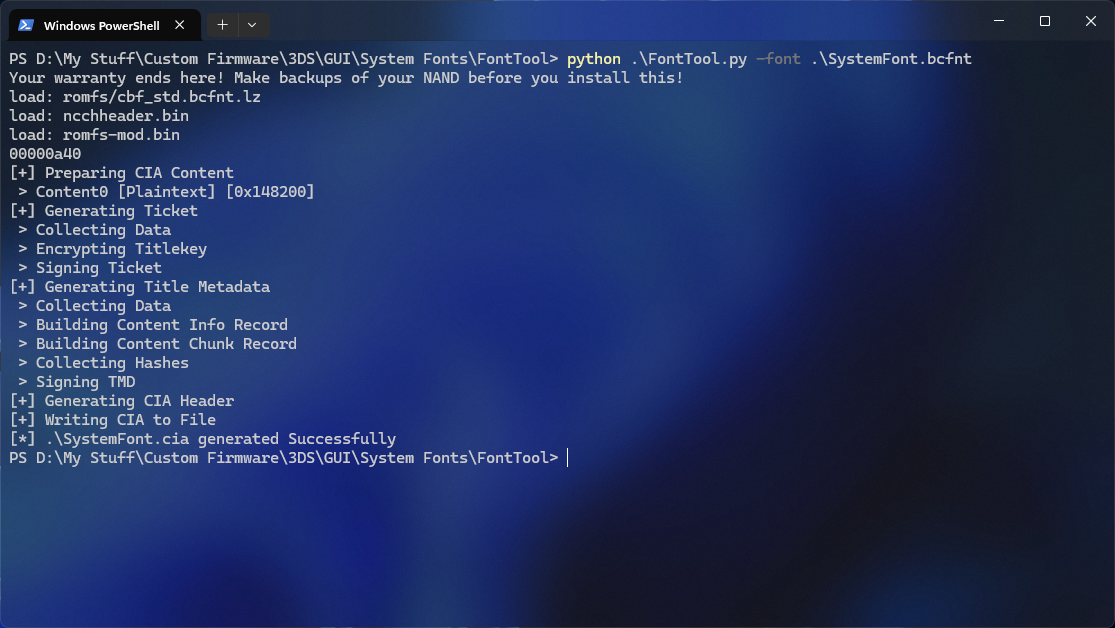 Windows PowerShell
PS D:\My Stuff\Custom Firmware\3DS\GUI\System Fonts\FontTool> python .\FontTool.py -font .\SystemFont.bcfnt
Your warranty ends here! Make backups of your NAND before you install this!
load: romfs/cbf_std.bcfnt.lz
load: ncchheader.bin
load: romfs-mod.bin
00000a40
[+] Preparing CIA Content
 > Content0 [Plaintext] [0x148200]
[+] Generating Ticket
 > Collecting Data
 > Encrypting Titlekey
 > Signing Ticket
[+] Generating Title Metadata
 > Collecting Data
 > Building Content Info Record
 > Building Content Chunk Record
 > Collecting Hashes
 > Signing TMD
[+] Generating CIA Header
[+] Writing CIA to File
[*] .\SystemFont.cia generated Successfully
PS D:\My Stuff\Custom Firmware\3DS\GUI\System Fonts\FontTool>